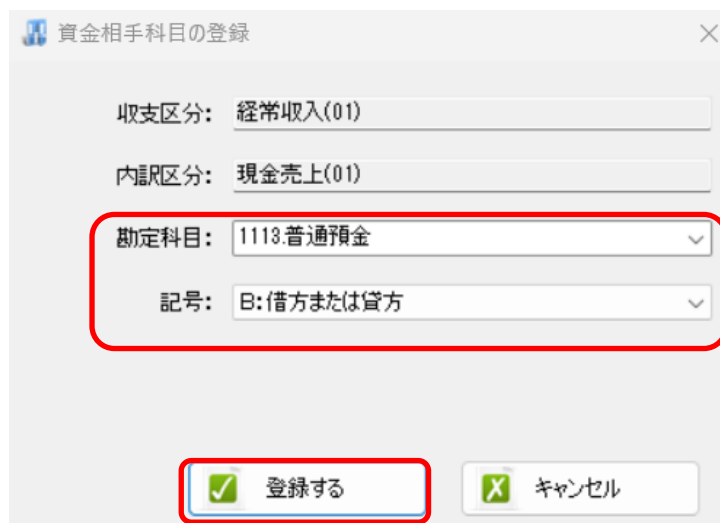 資金相手科目の登録
収支区分: 経常収入(01)
内訳区分: 現金売上(01)
勘定科目: 1113.普通預金
記号: B:借方または貸方
登録する キャンセル